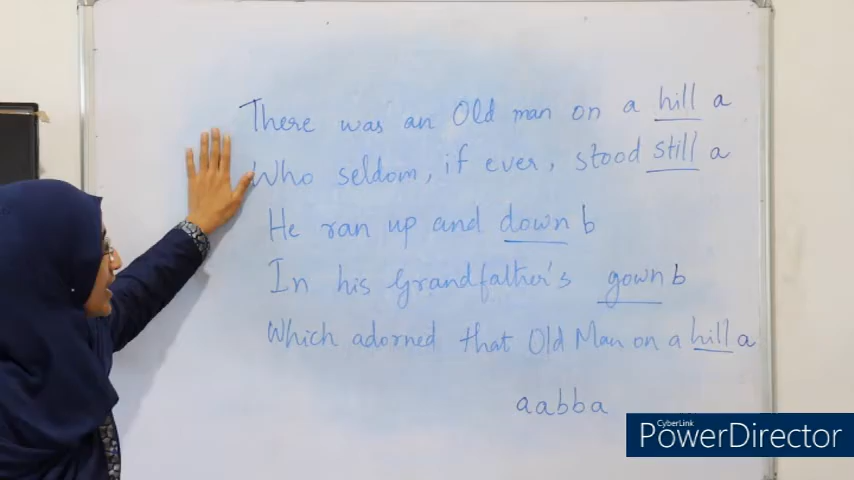 There was an Old man on a hill a
Who seldom, if ever, stood still a
He ran up and down b
In his Grandfather's gown b
Which adorned that Old Man on a hill a
aabba
CyberLink
PowerDirector